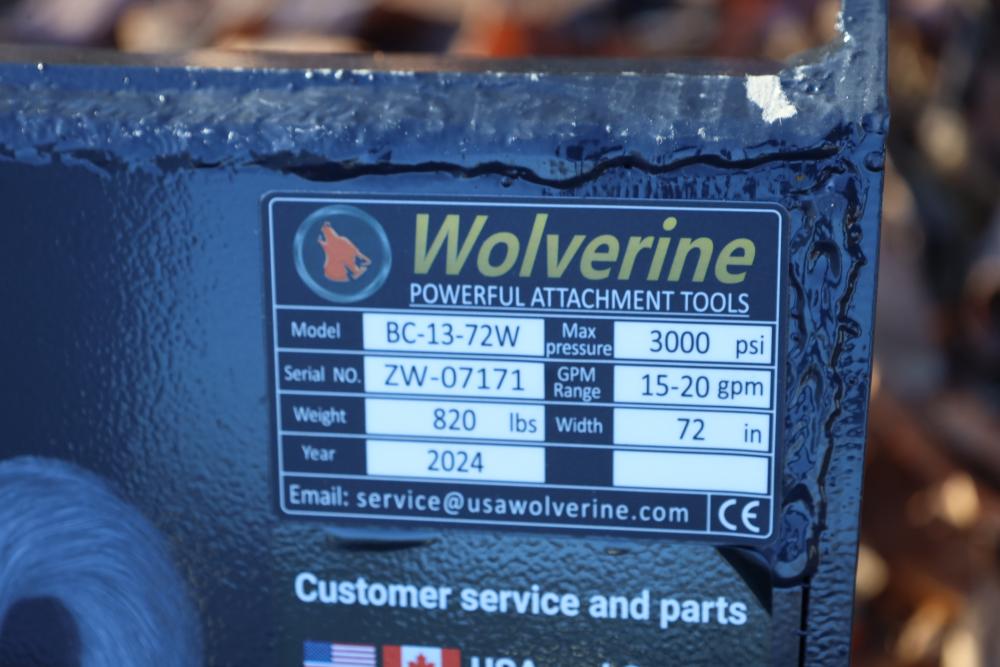 Wolverine
POWERFUL ATTACHMENT TOOLS
Model BC-13-72W Max pressure 3000 psi
Serial NO. ZW-07171 GPM Range 15-20 gpm
Weight 820 lbs Width 72 in
Year 2024
Email: service@usawolverine.com CE
Customer service and parts